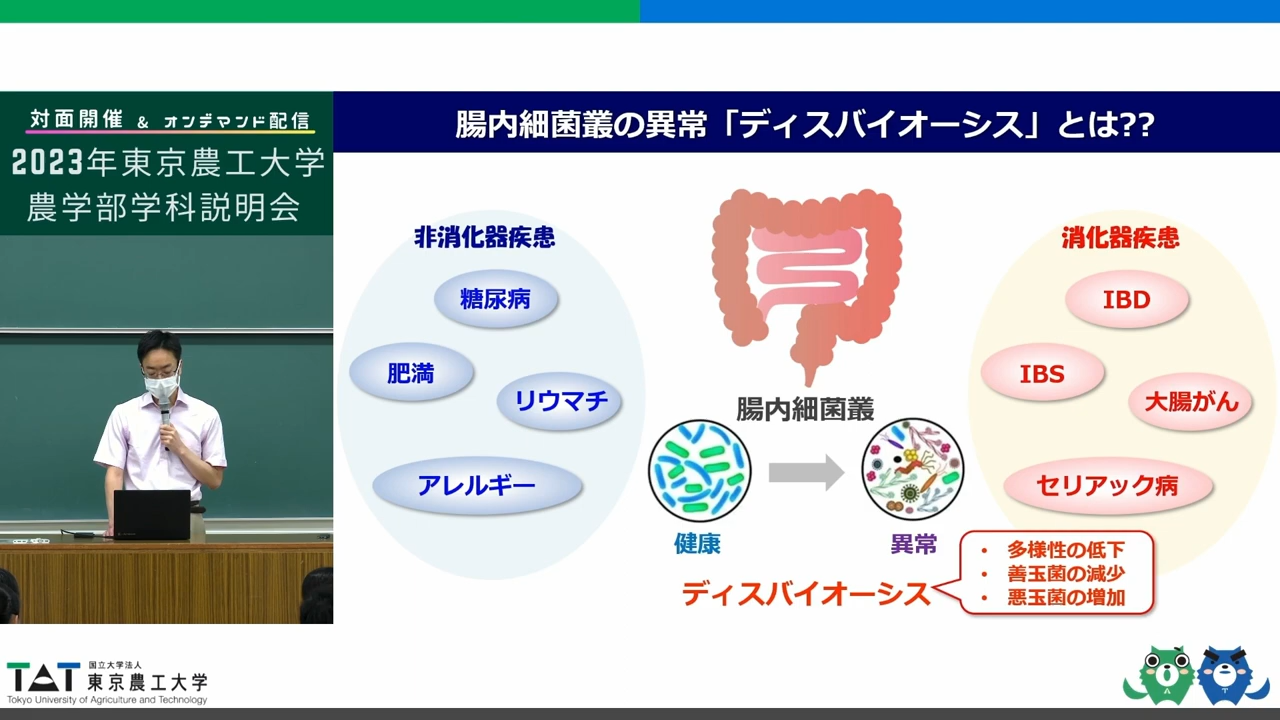 対面開催 & オンデマンド配信
2023年東京農工大学
農学部学科説明会
腸内細菌叢の異常「ディスバイオーシス」とは??
非消化器疾患
糖尿病
肥満
リウマチ
アレルギー
腸内細菌叢
健康
異常
ディスバイオーシス
• 多様性の低下
• 善玉菌の減少
• 悪玉菌の増加
消化器疾患
IBD
IBS
大腸がん
セリアック病
TAT
国立大学法人
東京農工大学
Tokyo University of Agriculture and Technology
A
T